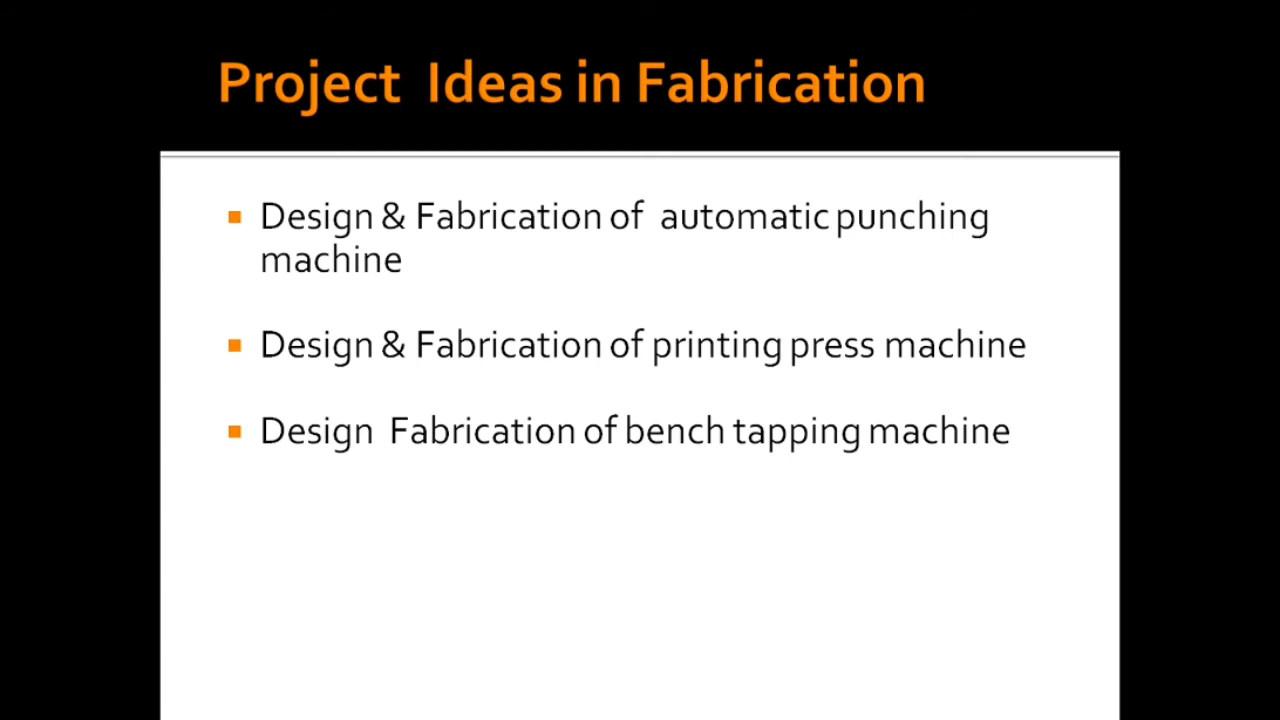 Project Ideas in Fabrication
Design & Fabrication of automatic punching
machine
Design & Fabrication of printing press machine
Design Fabrication of bench tapping machine